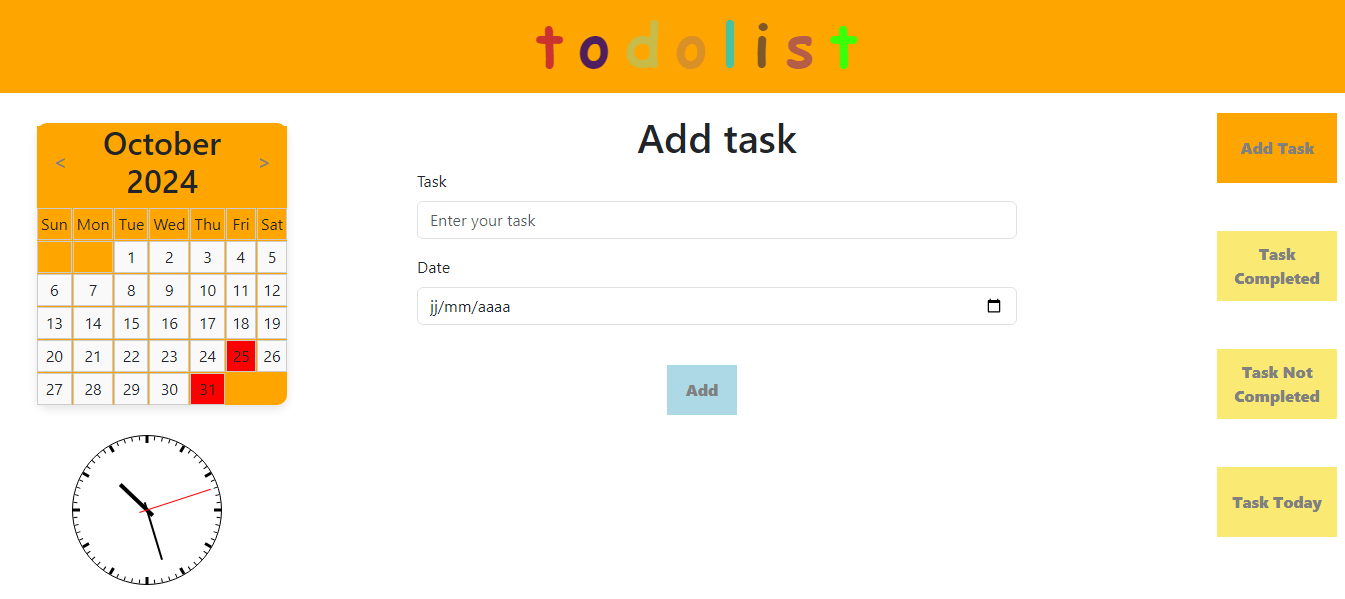 t o d o l i s t
< October 2024 >
Sun Mon Tue Wed Thu Fri Sat
1 2 3 4 5
6 7 8 9 10 11 12
13 14 15 16 17 18 19
20 21 22 23 24 25 26
27 28 29 30 31
Add task
Task
Enter your task
Date
jj/mm/aaaa
Add
Add Task
Task
Completed
Task Not
Completed
Task Today